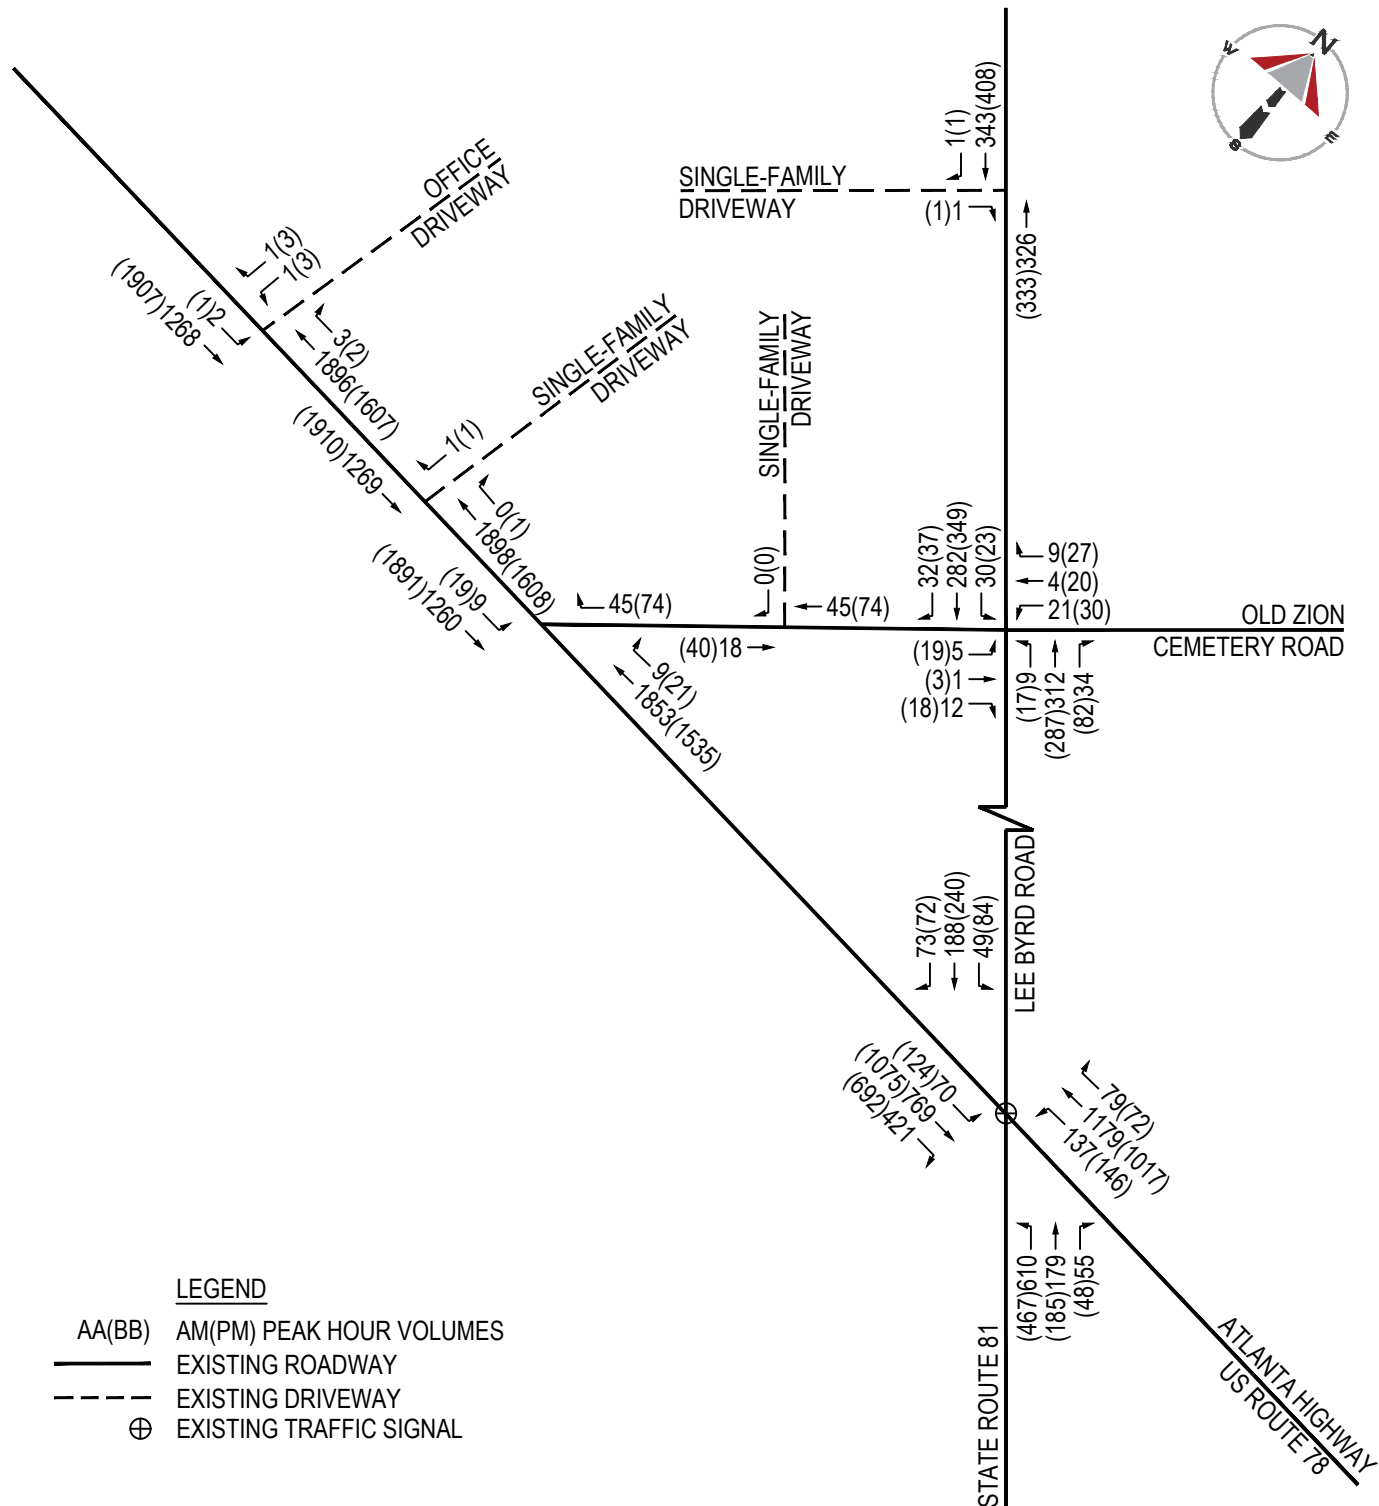 N
W
E
S
1(1)
343(408)
SINGLE-FAMILY
DRIVEWAY
(1)1
(333)326
OFFICE
DRIVEWAY
1(3)
1(3)
(1)2
(1907)1268
3(2)
1896(1607)
SINGLE-FAMILY
DRIVEWAY
1(1)
(1910)1269
0(1)
1898(1608)
SINGLE-FAMILY
DRIVEWAY
0(0)
45(74)
45(74)
(40)18
(19)9
(1891)1260
9(21)
1853(1535)
32(37)
282(349)
30(23)
9(27)
4(20)
21(30)
OLD ZION
CEMETERY ROAD
(19)5
(3)1
(18)12
(17)9
(287)312
(82)34
LEE BYRD ROAD
73(72)
188(240)
49(84)
(124)70
(1075)769
(692)421
79(72)
1179(1017)
137(146)
(467)610
(185)179
(48)55
STATE ROUTE 81
ATLANTA HIGHWAY
US ROUTE 78
LEGEND
AA(BB) AM(PM) PEAK HOUR VOLUMES
EXISTING ROADWAY
EXISTING DRIVEWAY
EXISTING TRAFFIC SIGNAL